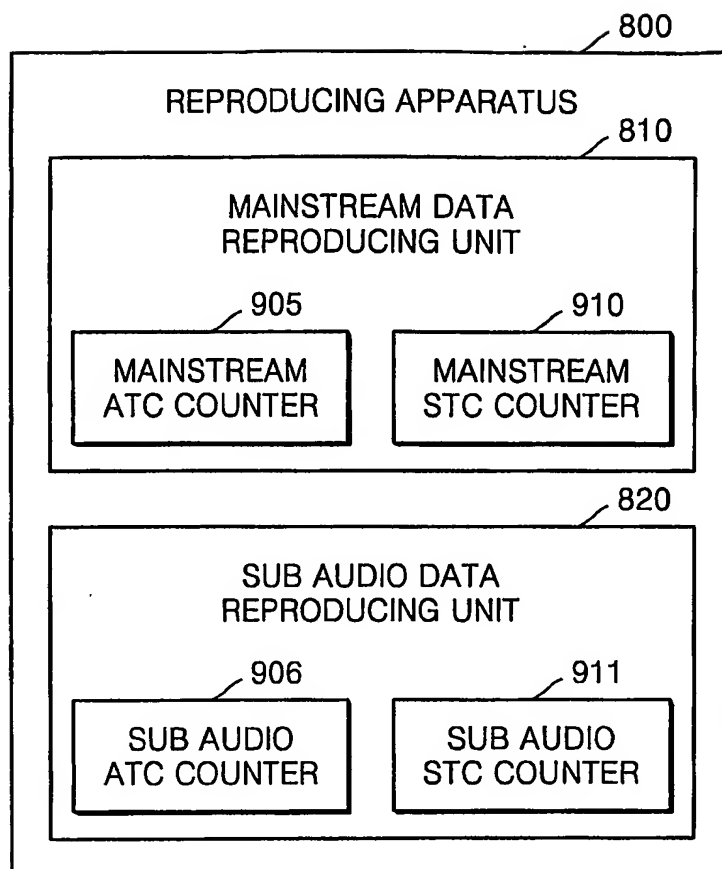 800
REPRODUCING APPARATUS
810
MAINSTREAM DATA
REPRODUCING UNIT
905
910
MAINSTREAM
ATC COUNTER
MAINSTREAM
STC COUNTER
820
SUB AUDIO DATA
REPRODUCING UNIT
906
911
SUB AUDIO
ATC COUNTER
SUB AUDIO
STC COUNTER